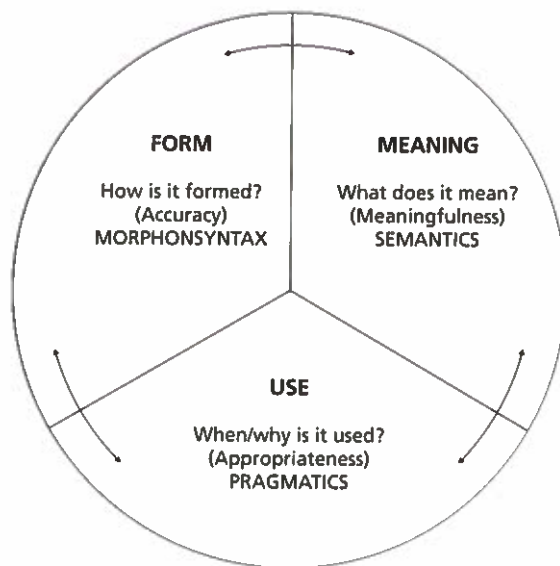 FORM
How is it formed?
(Accuracy)
MORPHONSYNTAX
MEANING
What does it mean?
(Meaningfulness)
SEMANTICS
USE
When/why is it used?
(Appropriateness)
PRAGMATICS